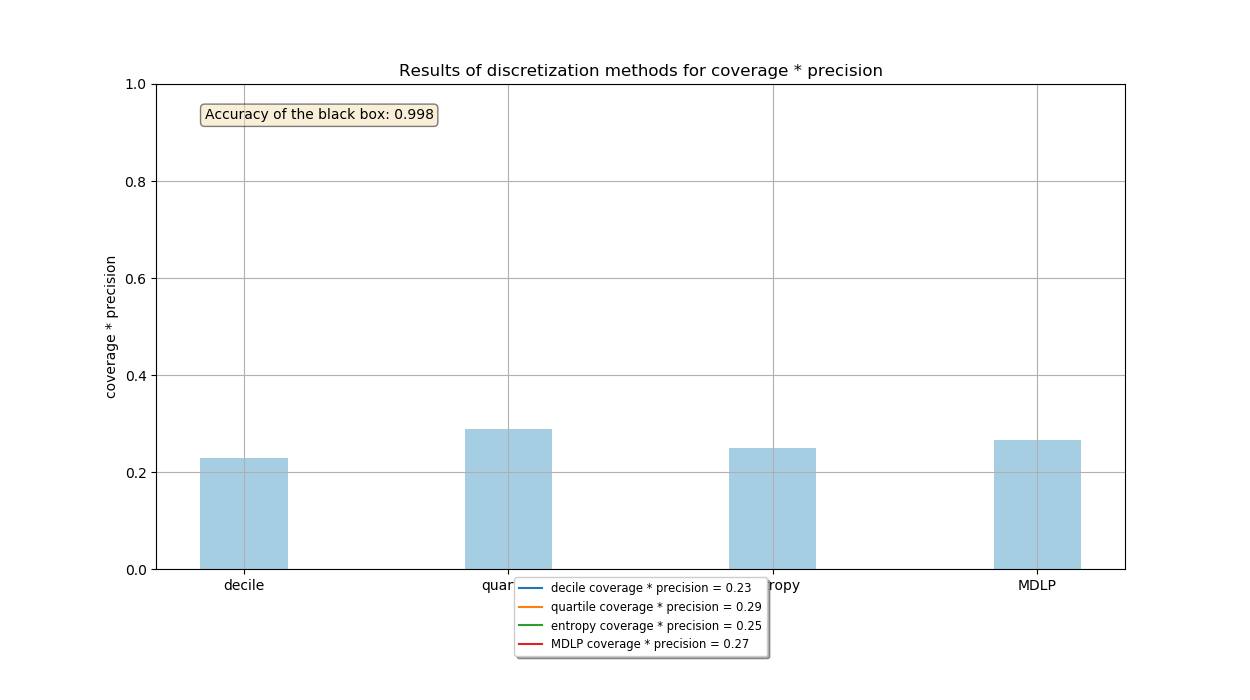 Results of discretization methods for coverage * precision
Accuracy of the black box: 0.998
coverage * precision
1.0
0.8
0.6
0.4
0.2
0.0
decile quar ropy MDLP
decile coverage * precision = 0.23
quartile coverage * precision = 0.29
entropy coverage * precision = 0.25
MDLP coverage * precision = 0.27